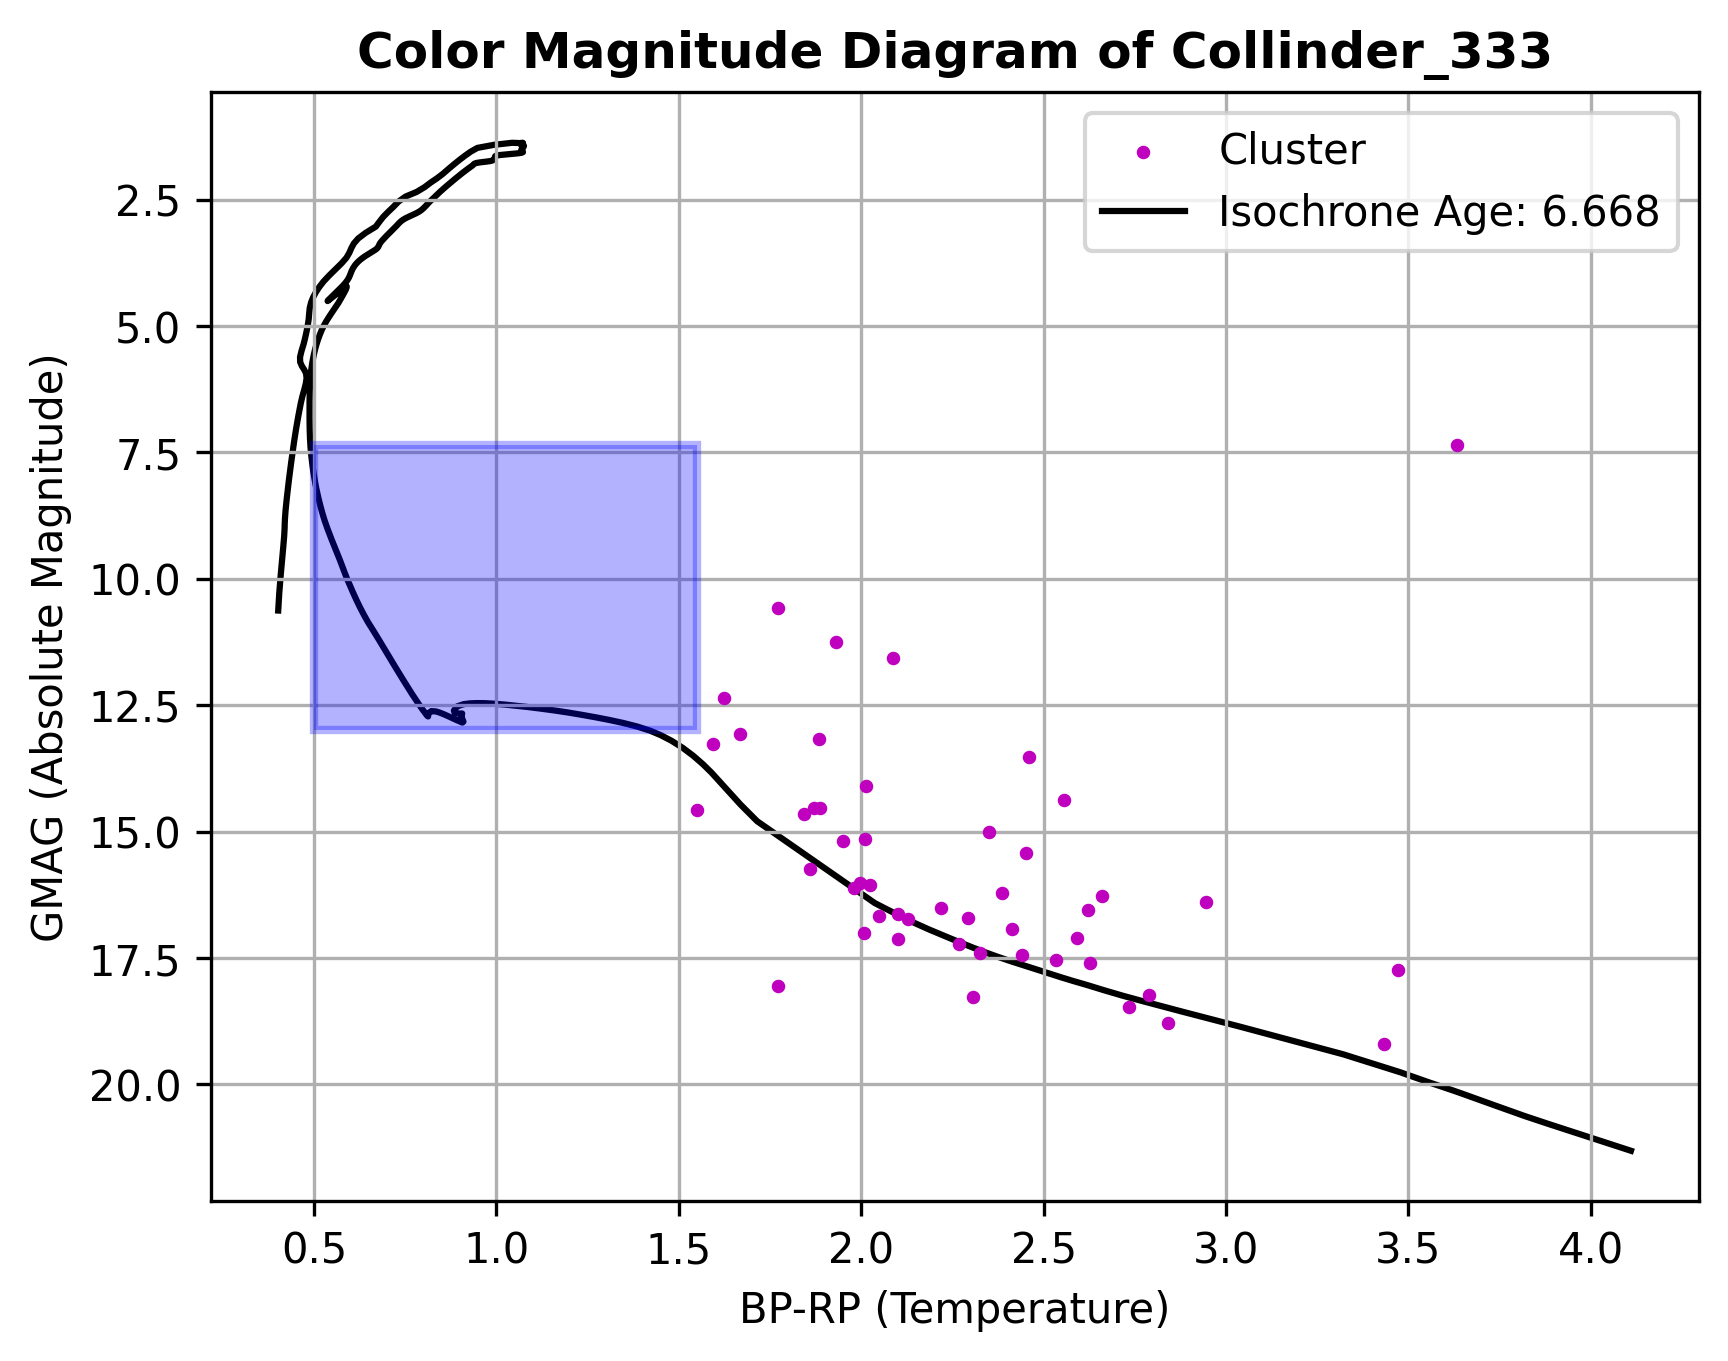 Color Magnitude Diagram of Collinder_333
Cluster
Isochrone Age: 6.668
GMAG (Absolute Magnitude)
2.5
5.0
7.5
10.0
12.5
15.0
17.5
20.0
0.5 1.0 1.5 2.0 2.5 3.0 3.5 4.0
BP-RP (Temperature)